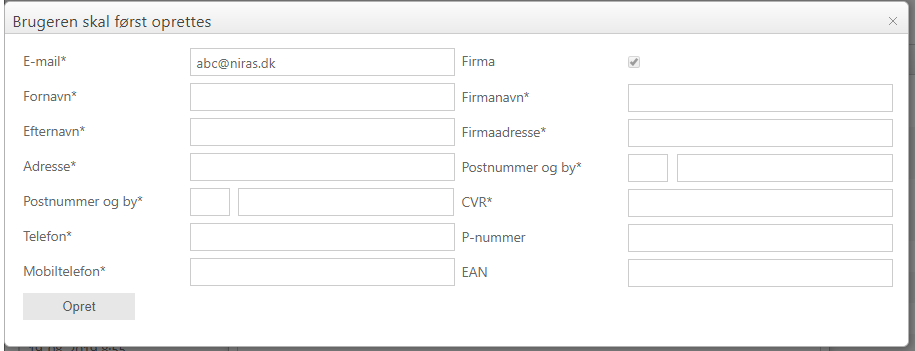 Brugeren skal først oprettes
E-mail* abc@niras.dk Firma
Fornavn* Firmanavn*
Efternavn* Firmaadresse*
Adresse* Postnummer og by*
Postnummer og by* CVR*
Telefon* P-nummer
Mobiltelefon* EAN
Opret